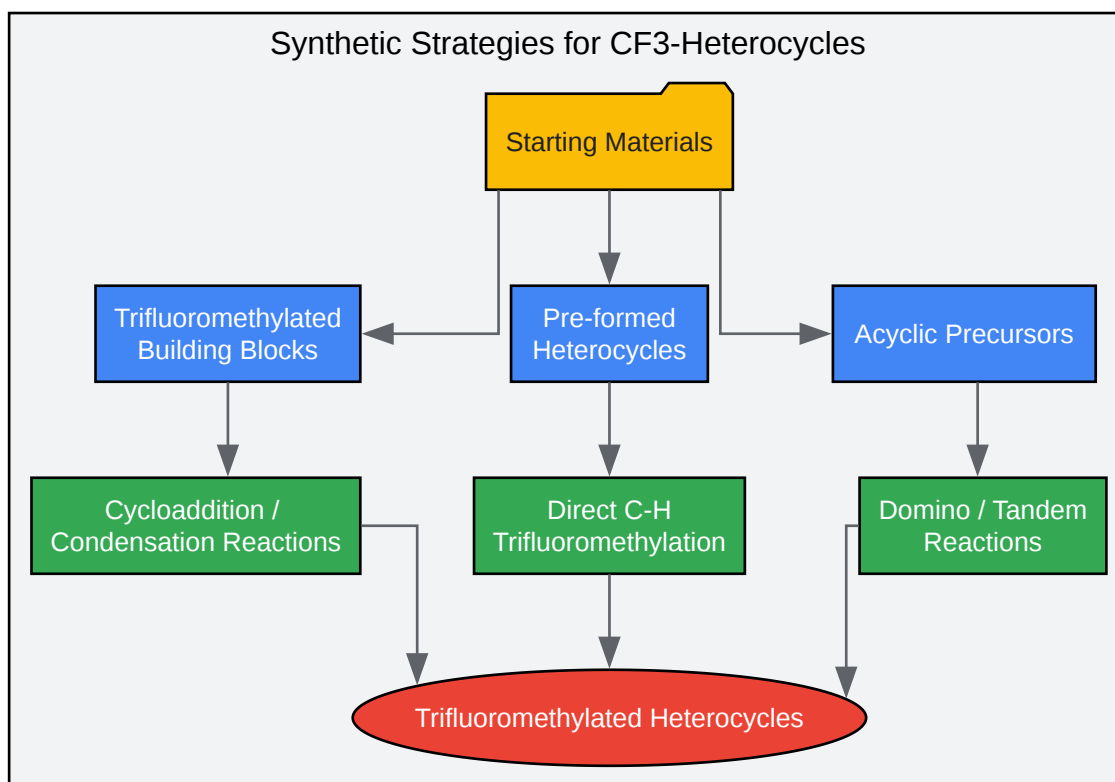 Synthetic Strategies for CF3-Heterocycles
Starting Materials
Trifluoromethylated
Building Blocks
Pre-formed
Heterocycles
Acyclic Precursors
Cycloaddition /
Condensation Reactions
Direct C-H
Trifluoromethylation
Domino / Tandem
Reactions
Trifluoromethylated Heterocycles